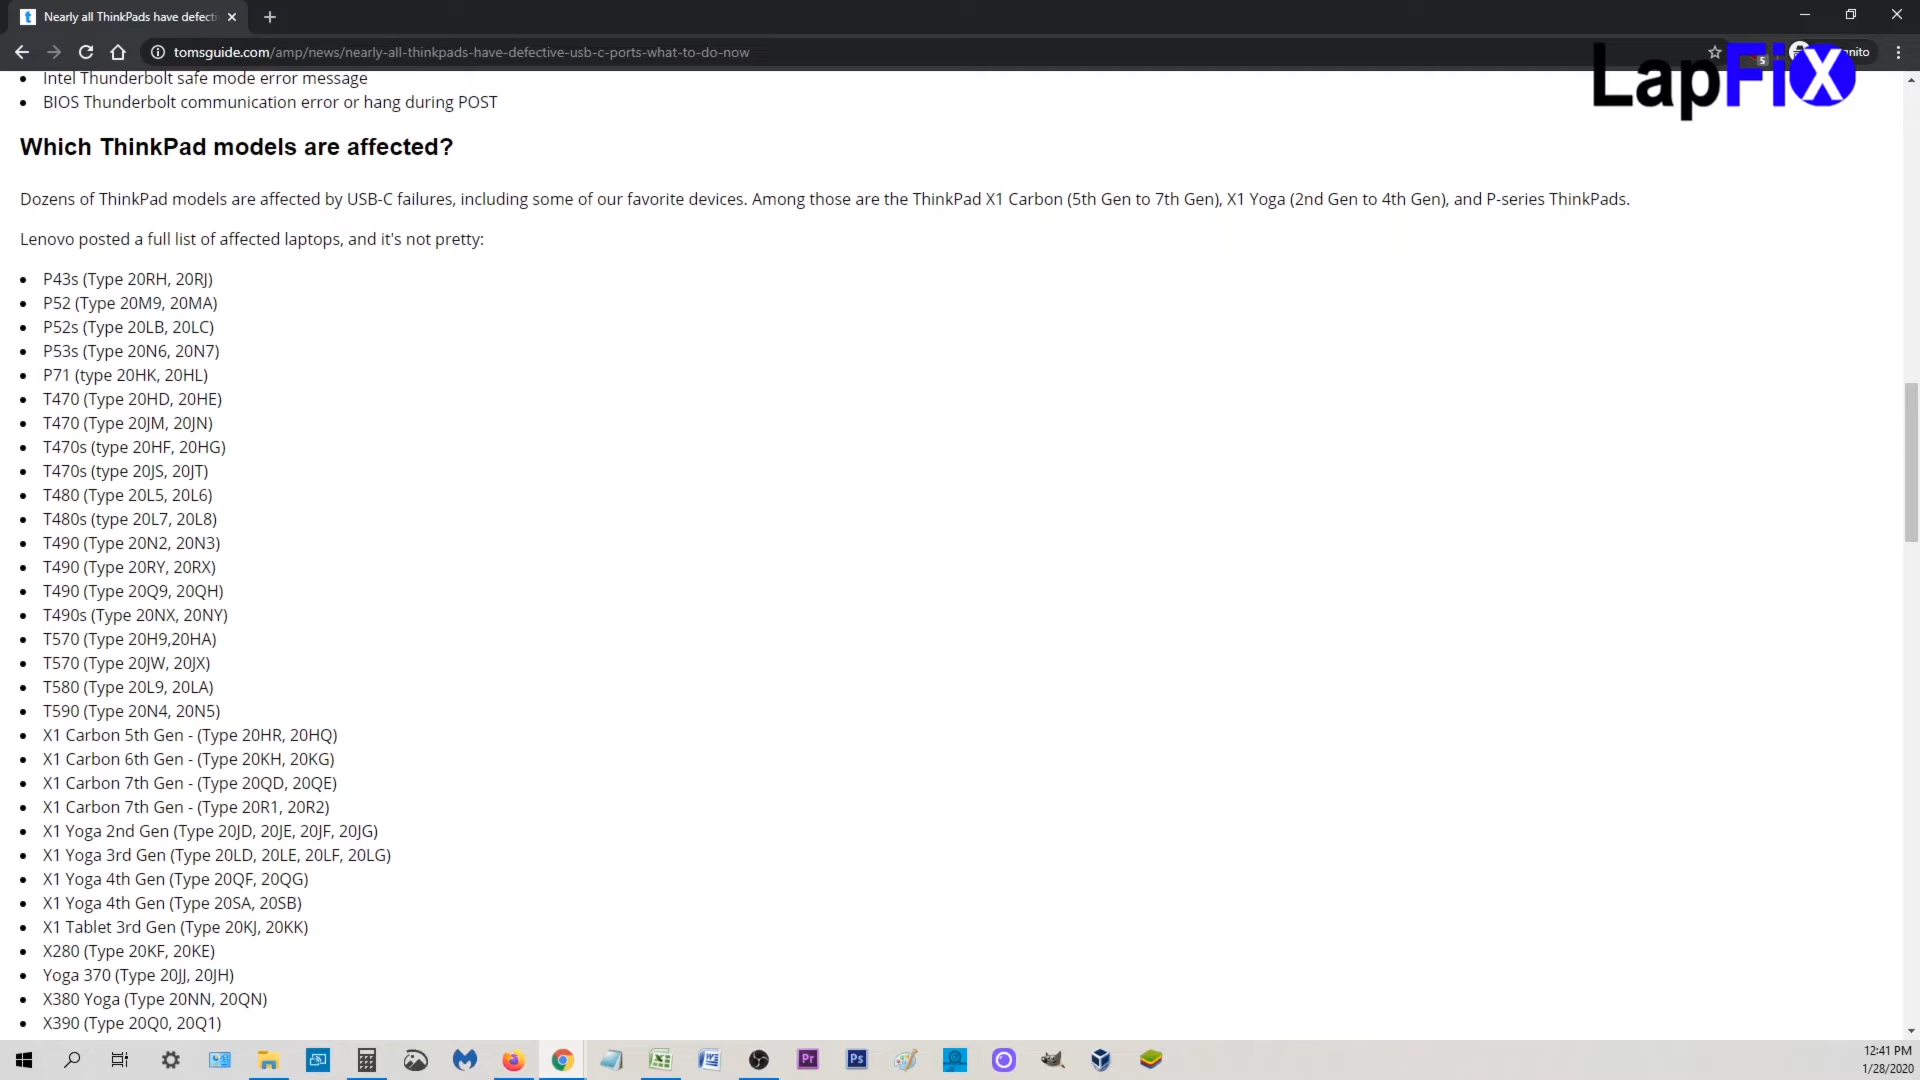 Nearly all ThinkPads have defecti
tomsguide.com/amp/news/nearly-all-thinkpads-have-defective-usb-c-ports-what-to-do-now
5
nito
LapFiX
Intel Thunderbolt safe mode error message
BIOS Thunderbolt communication error or hang during POST
Which ThinkPad models are affected?
Dozens of ThinkPad models are affected by USB-C failures, including some of our favorite devices. Among those are the ThinkPad X1 Carbon (5th Gen to 7th Gen), X1 Yoga (2nd Gen to 4th Gen), and P-series ThinkPads.
Lenovo posted a full list of affected laptops, and it's not pretty:
P43s (Type 20RH, 20RJ)
P52 (Type 20M9, 20MA)
P52s (Type 20LB, 20LC)
P53s (Type 20N6, 20N7)
P71 (type 20HK, 20HL)
T470 (Type 20HD, 20HE)
T470 (Type 20JM, 20JN)
T470s (type 20HF, 20HG)
T470s (type 20JS, 20JT)
T480 (Type 20L5, 20L6)
T480s (type 20L7, 20L8)
T490 (Type 20N2, 20N3)
T490 (Type 20RY, 20RX)
T490 (Type 20Q9, 20QH)
T490s (Type 20NX, 20NY)
T570 (Type 20H9,20HA)
T570 (Type 20JW, 20JX)
T580 (Type 20L9, 20LA)
T590 (Type 20N4, 20N5)
X1 Carbon 5th Gen - (Type 20HR, 20HQ)
X1 Carbon 6th Gen - (Type 20KH, 20KG)
X1 Carbon 7th Gen - (Type 20QD, 20QE)
X1 Carbon 7th Gen - (Type 20R1, 20R2)
X1 Yoga 2nd Gen (Type 20JD, 20JE, 20JF, 20JG)
X1 Yoga 3rd Gen (Type 20LD, 20LE, 20LF, 20LG)
X1 Yoga 4th Gen (Type 20QF, 20QG)
X1 Yoga 4th Gen (Type 20SA, 20SB)
X1 Tablet 3rd Gen (Type 20KJ, 20KK)
X280 (Type 20KF, 20KE)
Yoga 370 (Type 20JJ, 20JH)
X380 Yoga (Type 20NN, 20QN)
X390 (Type 20Q0, 20Q1)
Pr
Ps
12:41 PM
1/28/2020